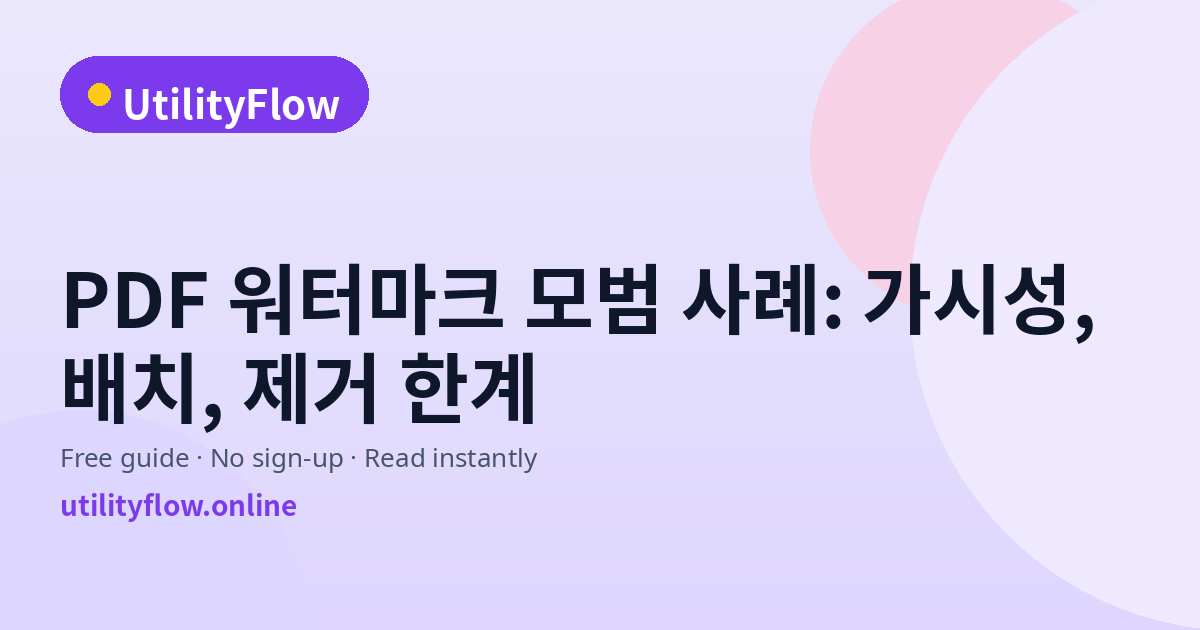 UtilityFlow
PDF 워터마크 모범 사례: 가시성,
배치, 제거 한계
Free guide · No sign-up · Read instantly
utilityflow.online